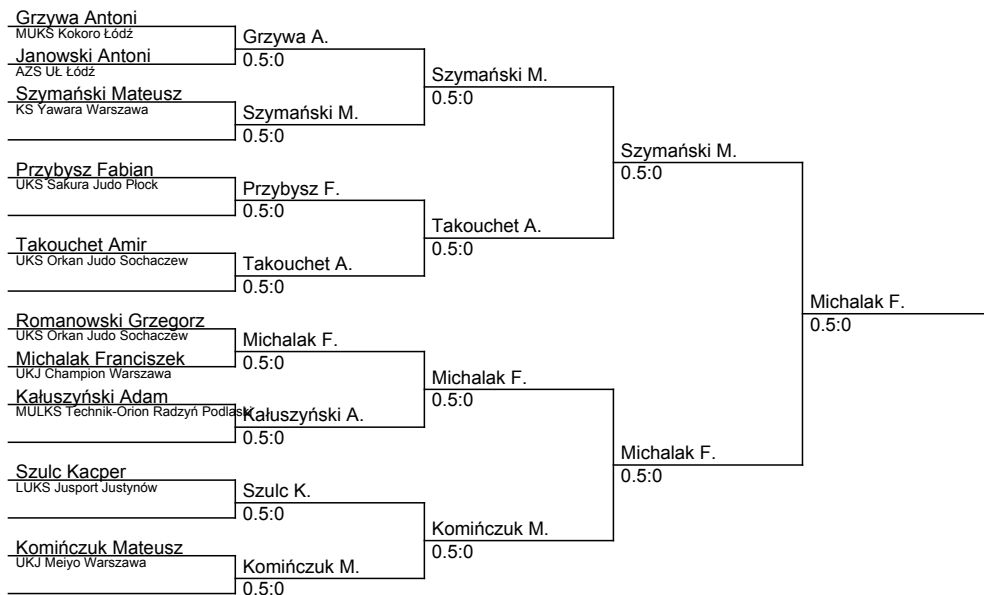 Grzywa Antoni
MUKS Kokoro Łódź
Grzywa A.
Janowski Antoni
0.5:0
AZS UŁ Łódź
Szymański M.
Szymański Mateusz
0.5:0
KS Yawara Warszawa
Szymański M.
0.5:0
Szymański M.
Przybysz Fabian
0.5:0
UKS Sakura Judo Płock
Przybysz F.
0.5:0
Takouchet A.
Takouchet Amir
0.5:0
UKS Orkan Judo Sochaczew
Takouchet A.
0.5:0
Michalak F.
Romanowski Grzegorz
0.5:0
UKS Orkan Judo Sochaczew
Michalak F.
Michalak Franciszek
0.5:0
UKJ Champion Warszawa
Michalak F.
Kałuszyński Adam
0.5:0
MULKS Technik-Orion Radzyń Podlaski
Kałuszyński A.
0.5:0
Michalak F.
Szulc Kacper
0.5:0
LUKS Jusport Justynów
Szulc K.
0.5:0
Komińczuk M.
Komińczuk Mateusz
0.5:0
UKJ Meiyo Warszawa
Komińczuk M.
0.5:0